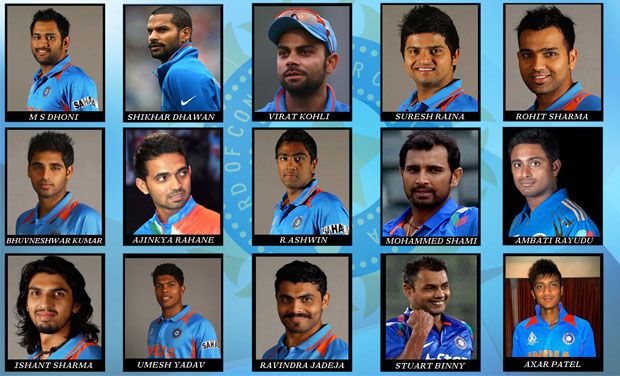 M S DHONI
SHIKHAR DHAWAN
VIRAT KOHLI
SURESH RAINA
ROHIT SHARMA
BHUVNESHWAR KUMAR
AJINKYA RAHANE
R ASHWIN
MOHAMMED SHAMI
AMBATI RAYUDU
ISHANT SHARMA
UMESH YADAV
RAVINDRA JADEJA
STUART BINNY
AXAR PATEL